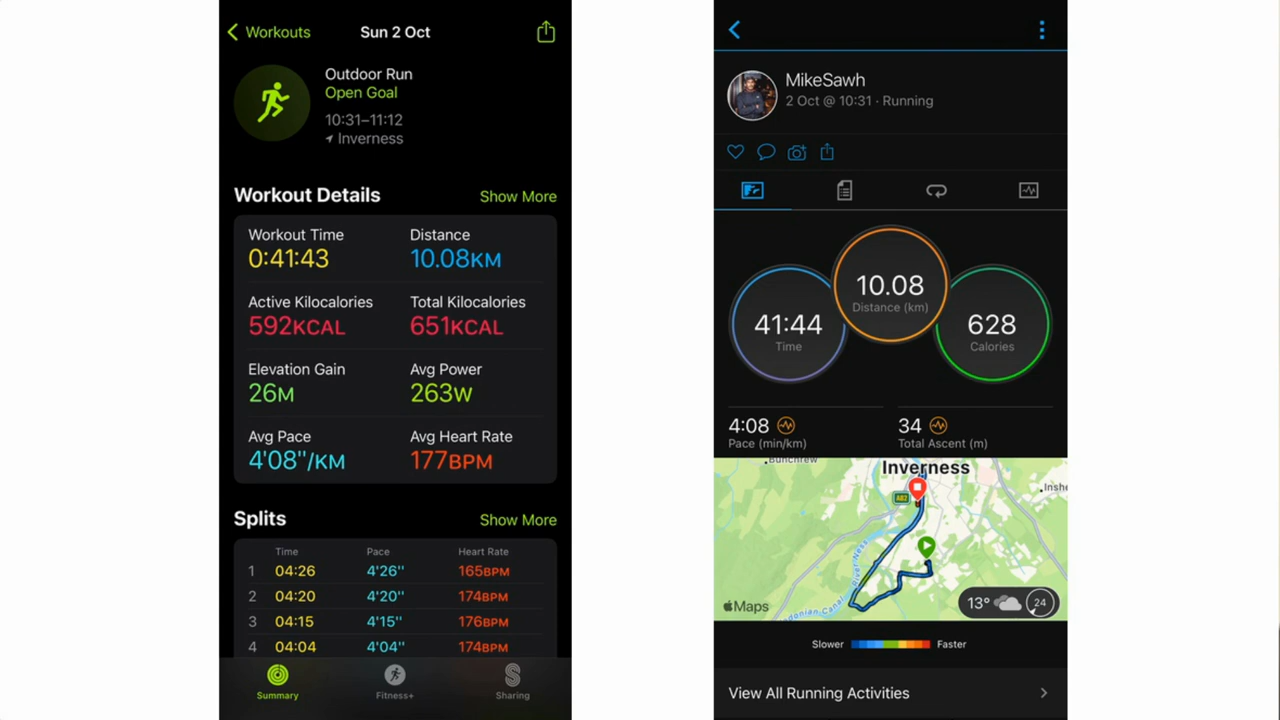 Workouts
Sun 2 Oct
Outdoor Run
Open Goal
10:31–11:12
Inverness
Workout Details
Show More
Workout Time
Distance
0:41:43
10.08KM
Active Kilocalories
Total Kilocalories
592KCAL
651KCAL
Elevation Gain
Avg Power
26M
263W
Avg Pace
Avg Heart Rate
4'08''/KM
177BPM
Splits
Show More
Time Pace Heart Rate
1 04:26 4'26'' 165BPM
2 04:20 4'20'' 174BPM
3 04:15 4'15'' 176BPM
4 04:04 4'04'' 174BPM
Summary
Fitness+
Sharing
MikeSawh
2 Oct @ 10:31 · Running
10.08
Distance (km)
41:44
Time
628
Calories
4:08
Pace (min/km)
34
Total Ascent (m)
Bunchrew
Inverness
Inshe
A82
River Ness
donian Canal
Maps
13°
24
Slower
Faster
View All Running Activities